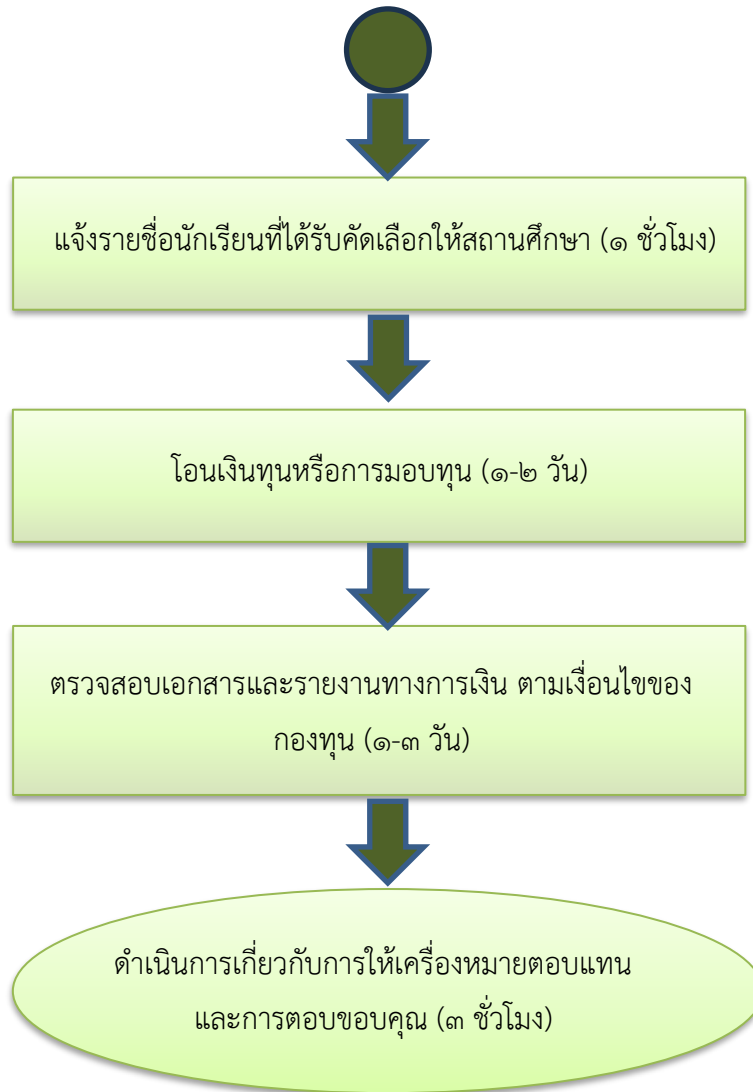 แจ้งรายชื่อนักเรียนที่ได้รับคัดเลือกให้สถานศึกษา (๑ ชั่วโมง)
โอนเงินทุนหรือการมอบทุน (๑-๒ วัน)
ตรวจสอบเอกสารและรายงานทางการเงิน ตามเงื่อนไขของ
กองทุน (๑-๓ วัน)
ดำเนินการเกี่ยวกับการให้เครื่องหมายตอบแทน
และการตอบขอบคุณ (๓ ชั่วโมง)